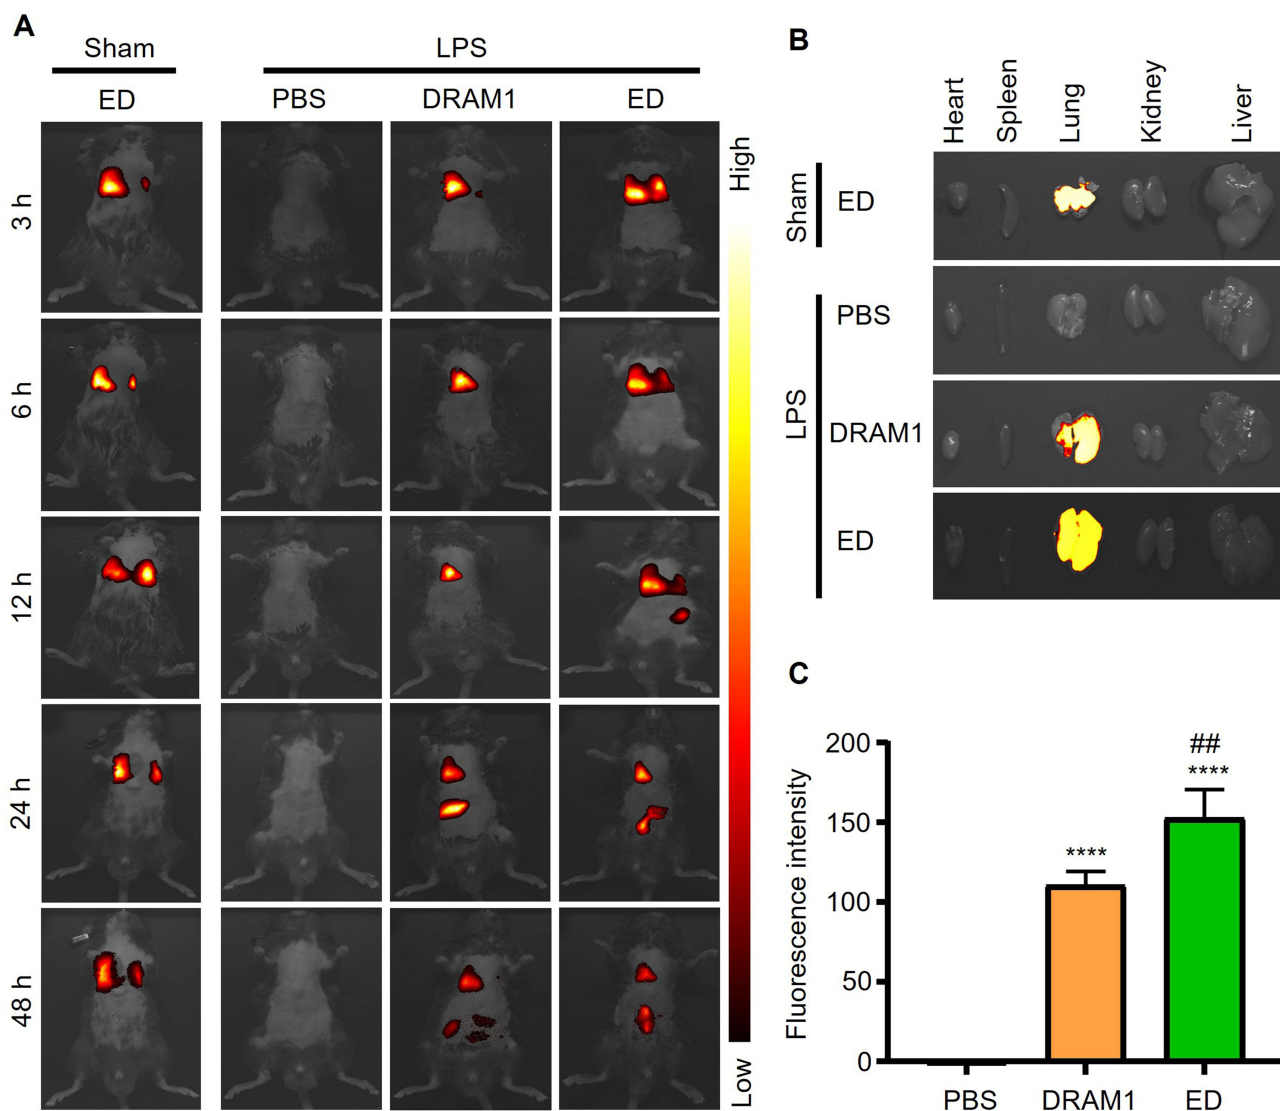 A
Sham
LPS
ED
PBS
DRAM1
ED
3 h
6 h
12 h
24 h
48 h
High
Low
B
Heart
Spleen
Lung
Kidney
Liver
Sham
ED
LPS
PBS
DRAM1
ED
C
Fluorescence intensity
200
150
100
50
0
****
##
****
PBS
DRAM1
ED